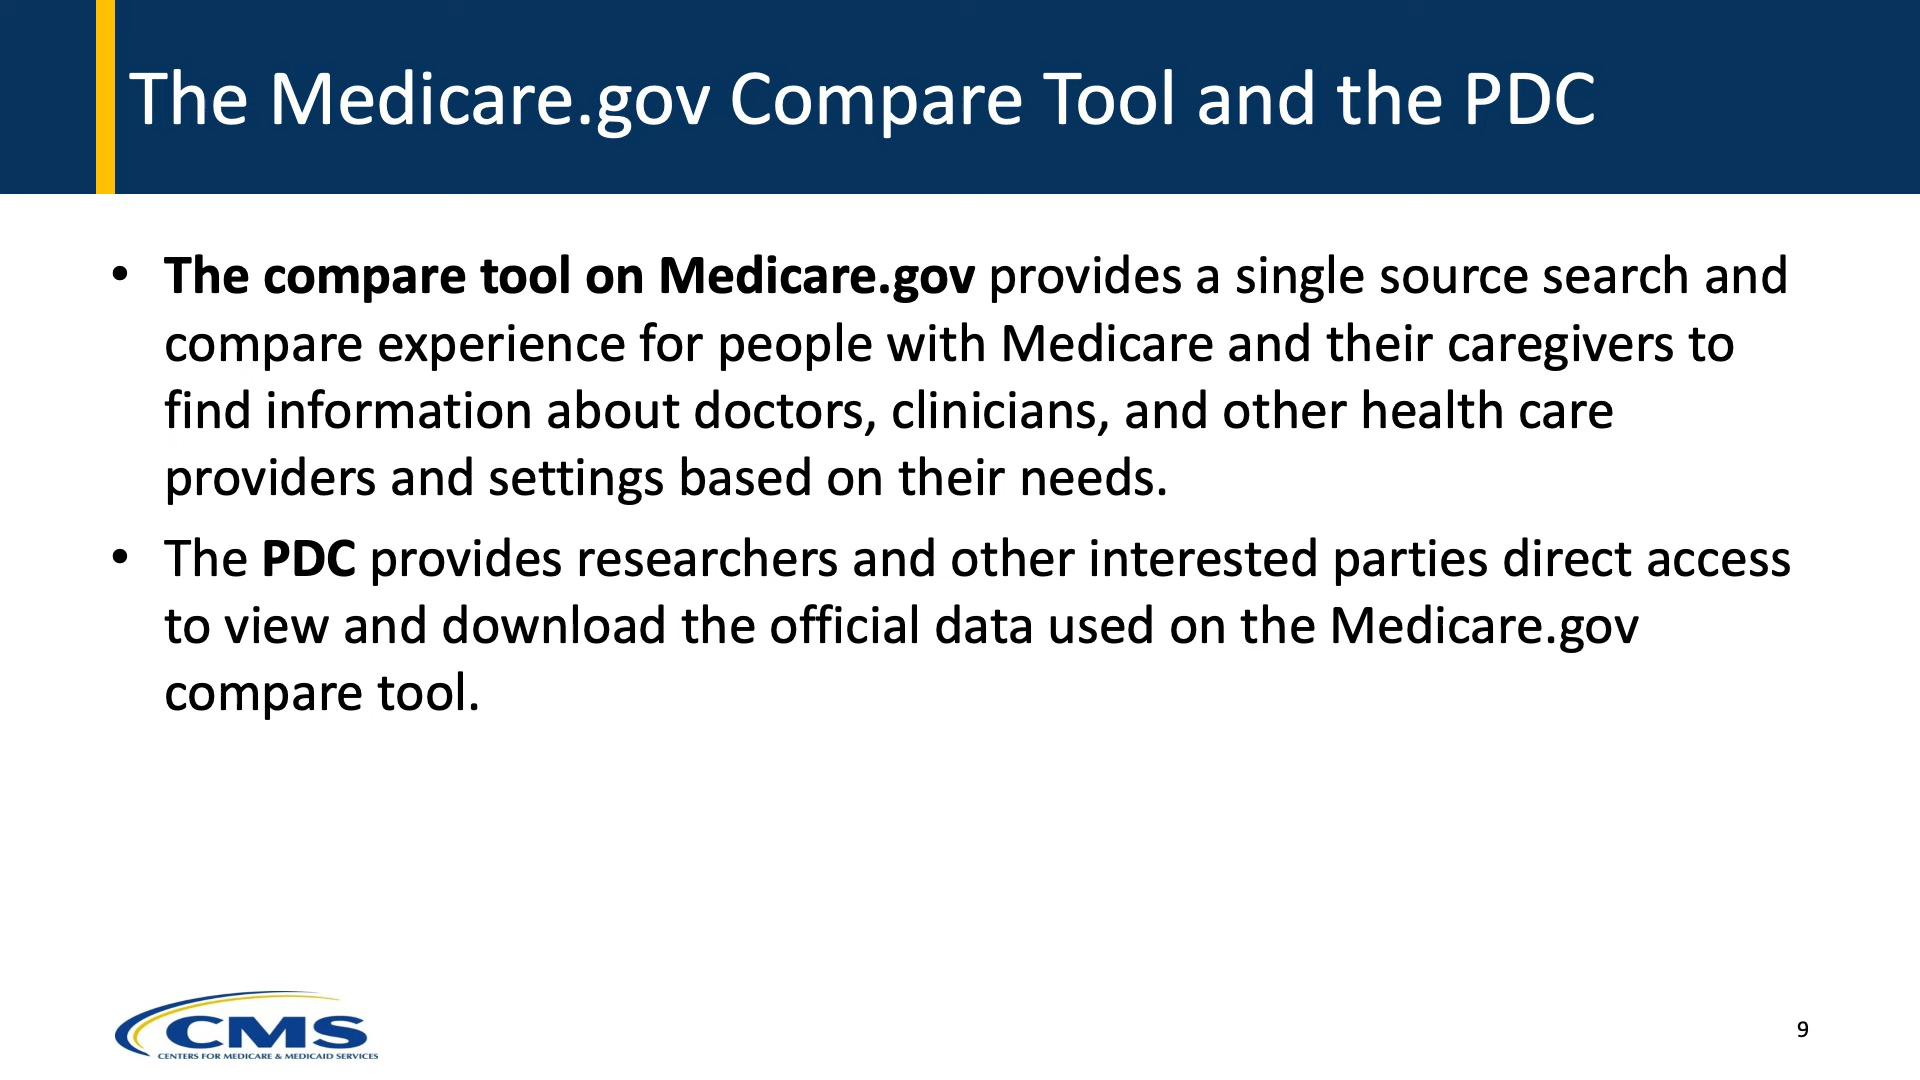 The Medicare.gov Compare Tool and the PDC
• The compare tool on Medicare.gov provides a single source search and
compare experience for people with Medicare and their caregivers to
find information about doctors, clinicians, and other health care
providers and settings based on their needs.
• The PDC provides researchers and other interested parties direct access
to view and download the official data used on the Medicare.gov
compare tool.
CMS
CENTERS FOR MEDICARE & MEDICAID SERVICES
9